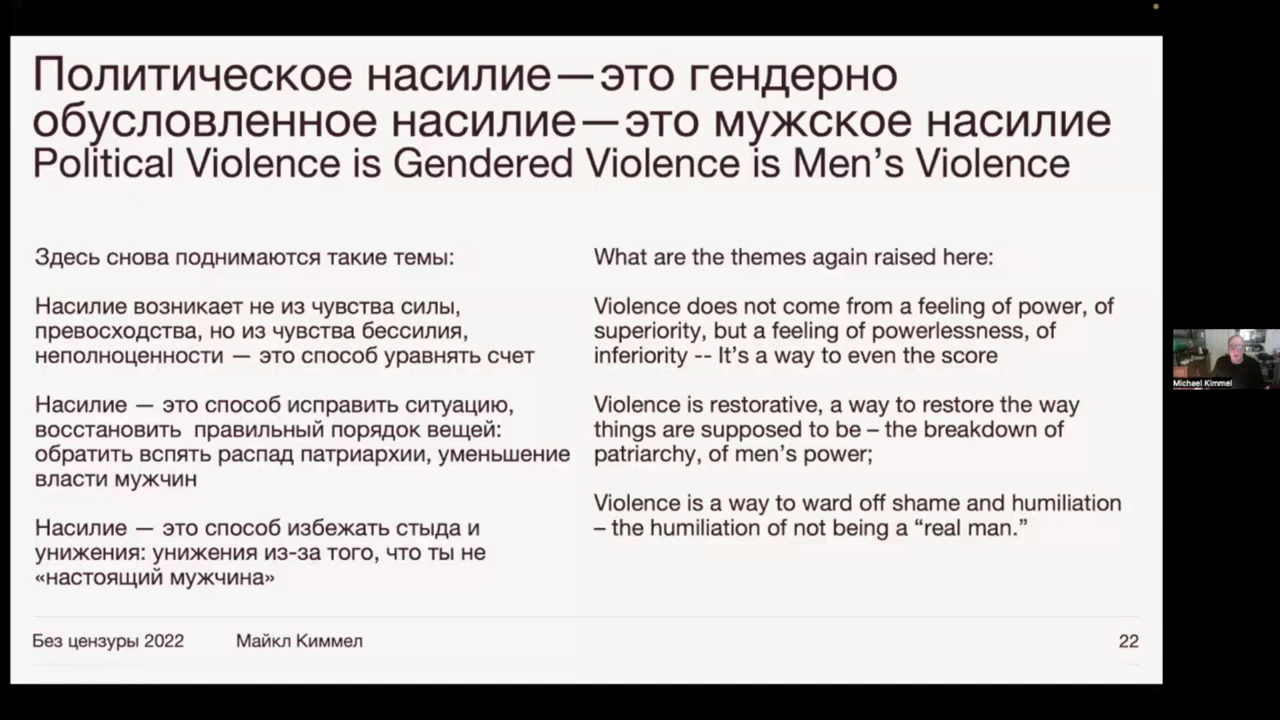 Политическое насилие—это гендерно
обусловленное насилие—это мужское насилие
Political Violence is Gendered Violence is Men’s Violence
Здесь снова поднимаются такие темы:
Насилие возникает не из чувства силы,
превосходства, но из чувства бессилия,
неполноценности — это способ уравнять счет
Насилие — это способ исправить ситуацию,
восстановить правильный порядок вещей:
обратить вспять распад патриархии, уменьшение
власти мужчин
Насилие — это способ избежать стыда и
унижения: унижения из-за того, что ты не
«настоящий мужчина»
What are the themes again raised here:
Violence does not come from a feeling of power, of
superiority, but a feeling of powerlessness, of
inferiority -- It’s a way to even the score
Violence is restorative, a way to restore the way
things are supposed to be – the breakdown of
patriarchy, of men’s power;
Violence is a way to ward off shame and humiliation
– the humiliation of not being a “real man.”
Без цензуры 2022
Майкл Киммел
22
Michael Kimmel